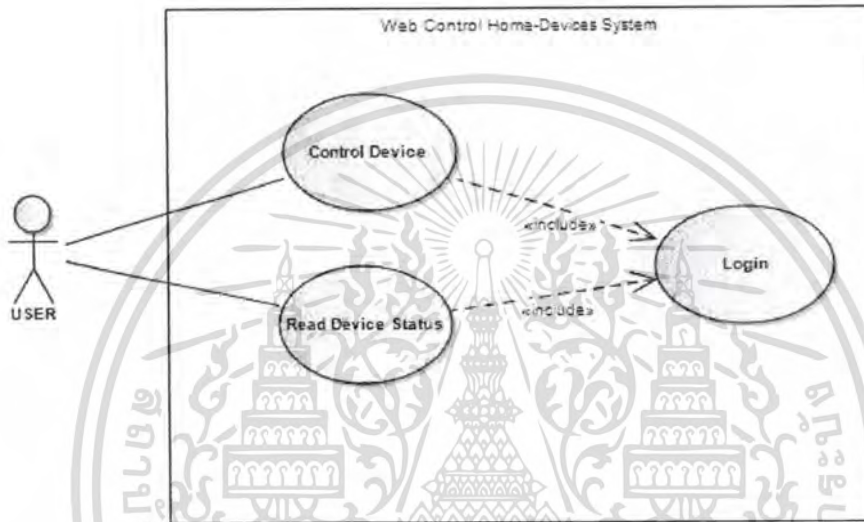 Web Control Home-Devices System
Control Device
«include»
Login
USER
Read Device Status
«include»